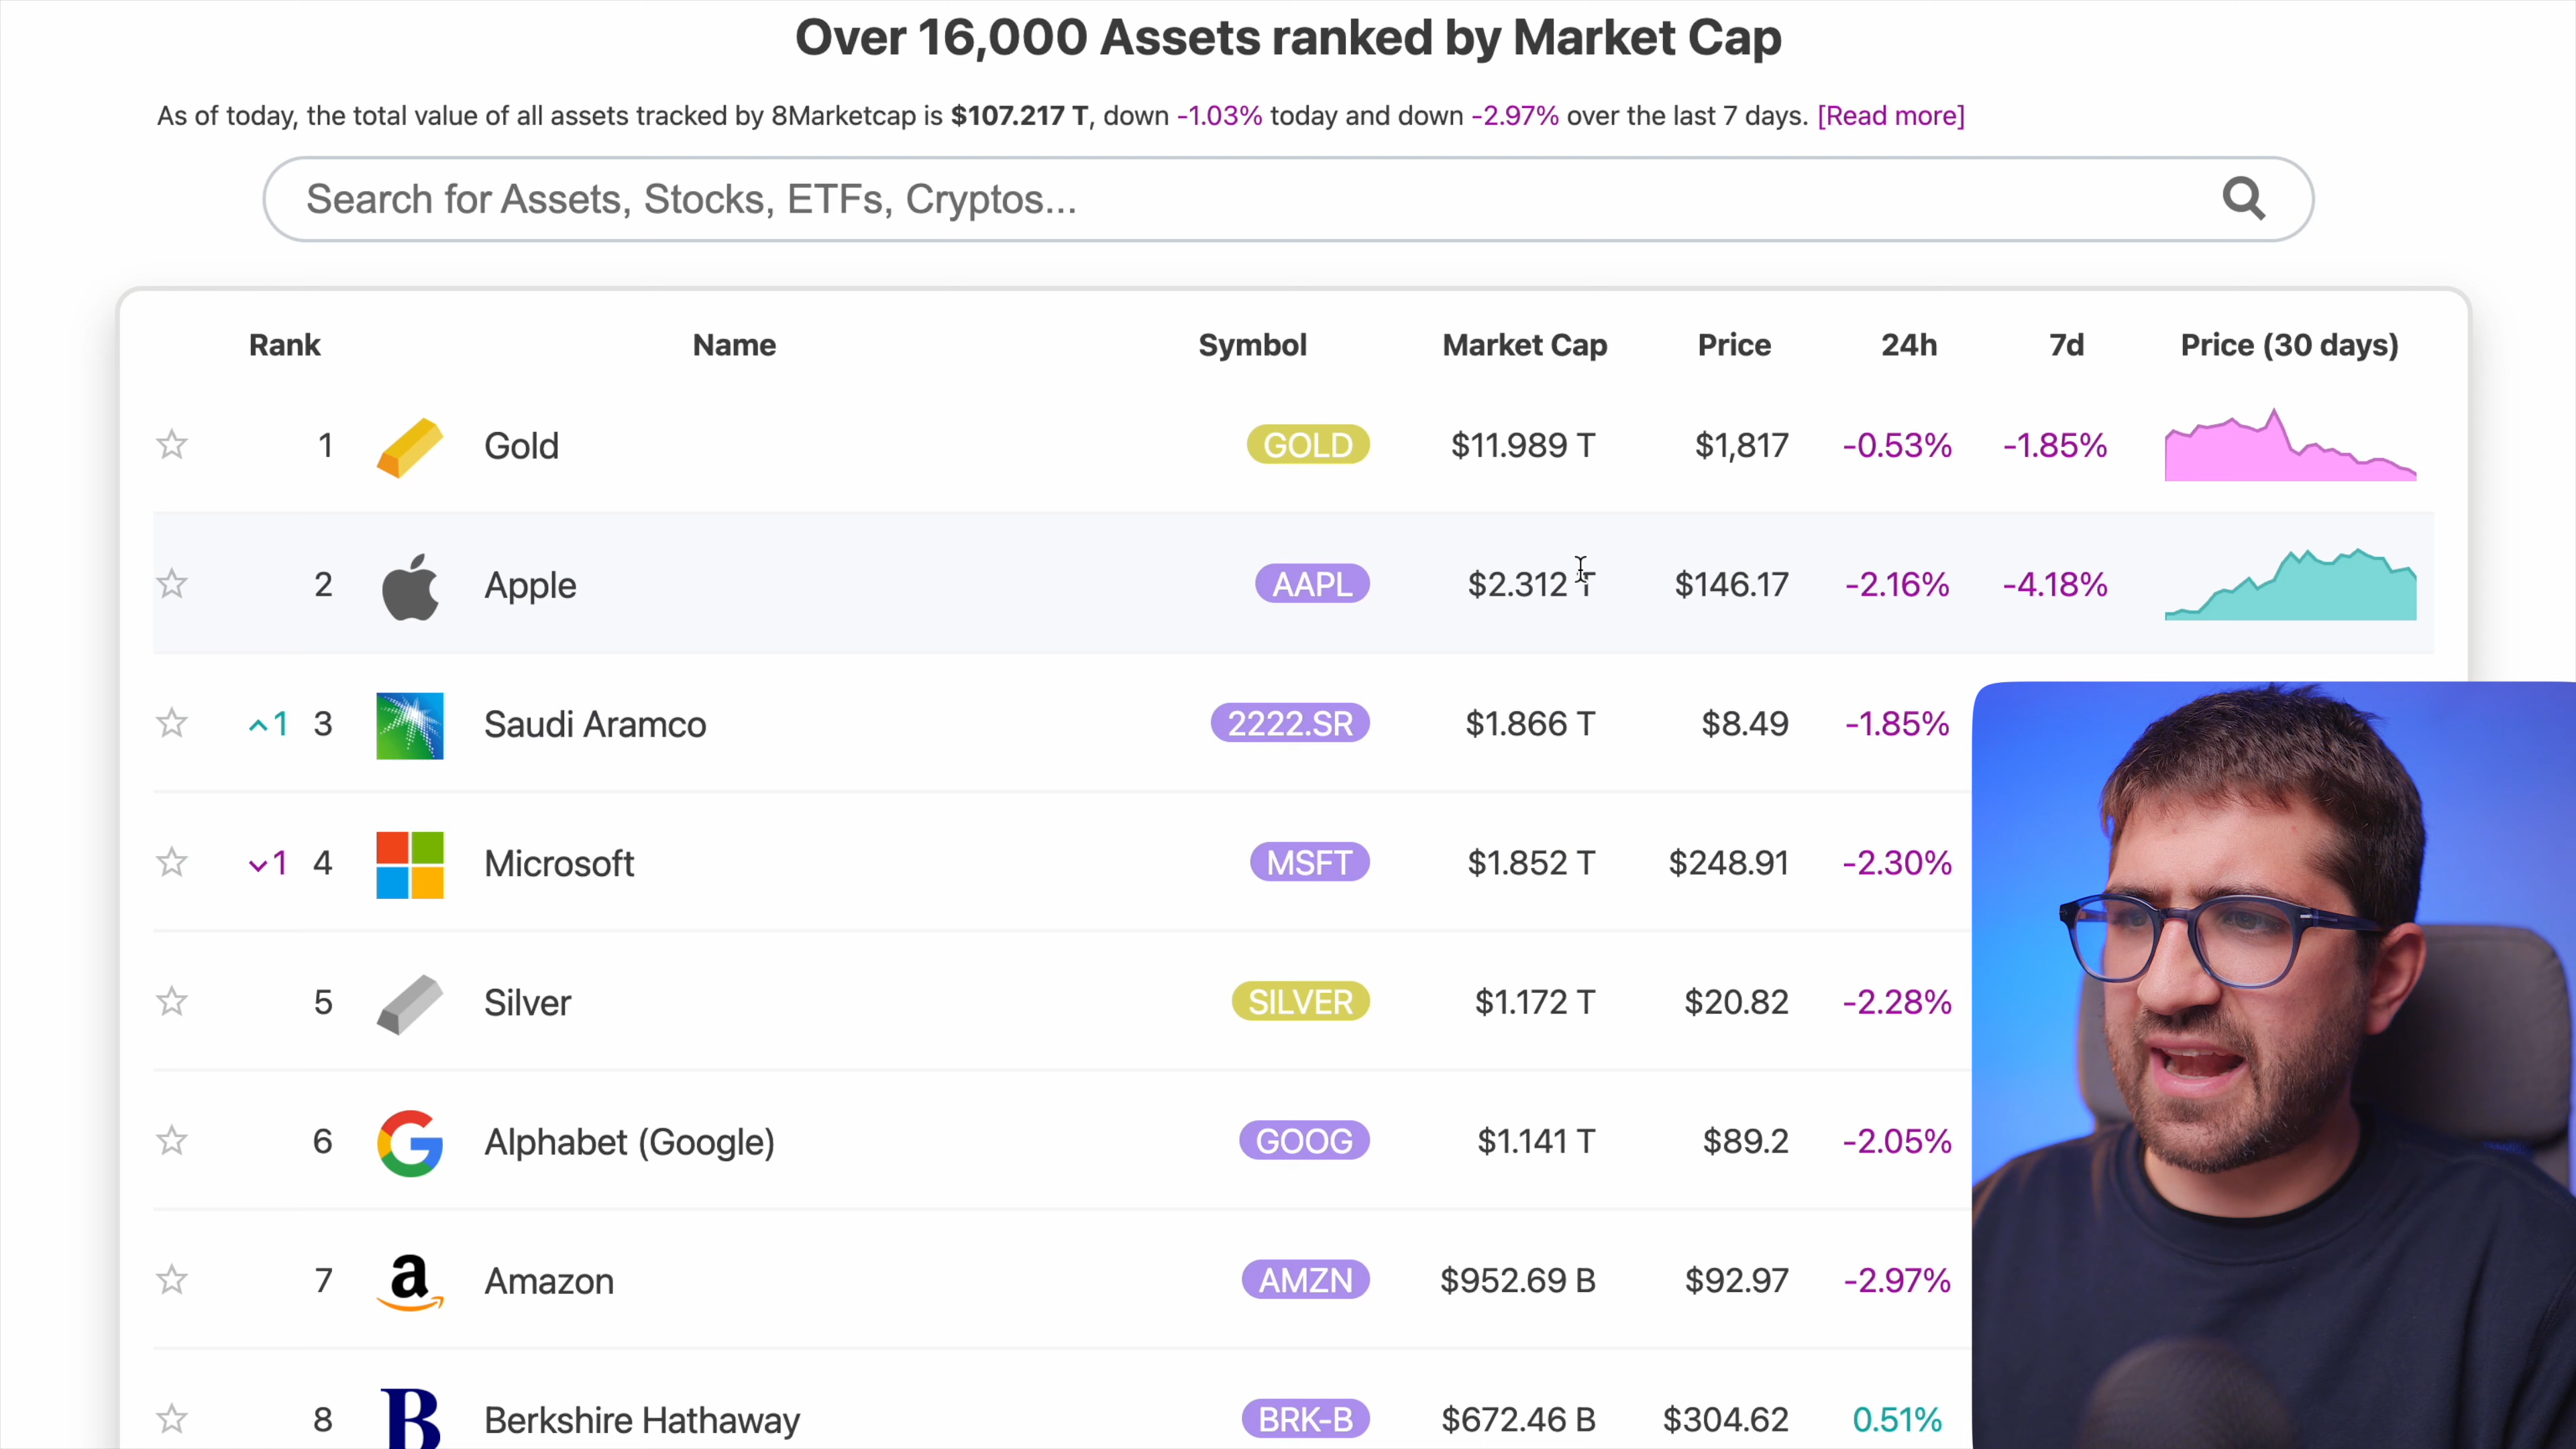 Over 16,000 Assets ranked by Market Cap
As of today, the total value of all assets tracked by 8Marketcap is $107.217 T, down -1.03% today and down -2.97% over the last 7 days. [Read more]
Search for Assets, Stocks, ETFs, Cryptos...
Rank Name Symbol Market Cap Price 24h 7d Price (30 days)
1 Gold GOLD $11.989 T $1,817 -0.53% -1.85%
2 Apple AAPL $2.312 T $146.17 -2.16% -4.18%
1 3 Saudi Aramco 2222.SR $1.866 T $8.49 -1.85%
1 4 Microsoft MSFT $1.852 T $248.91 -2.30%
5 Silver SILVER $1.172 T $20.82 -2.28%
6 Alphabet (Google) GOOG $1.141 T $89.2 -2.05%
7 Amazon AMZN $952.69 B $92.97 -2.97%
8 Berkshire Hathaway BRK-B $672.46 B $304.62 0.51%